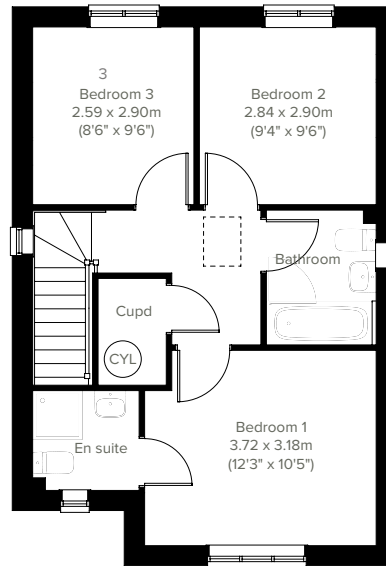 3
Bedroom 3
2.59 x 2.90m
(8'6" x 9'6")
Bedroom 2
2.84 x 2.90m
(9'4" x 9'6")
Bathroom
Cupd
CYL
Bedroom 1
3.72 x 3.18m
(12'3" x 10'5")
En suite